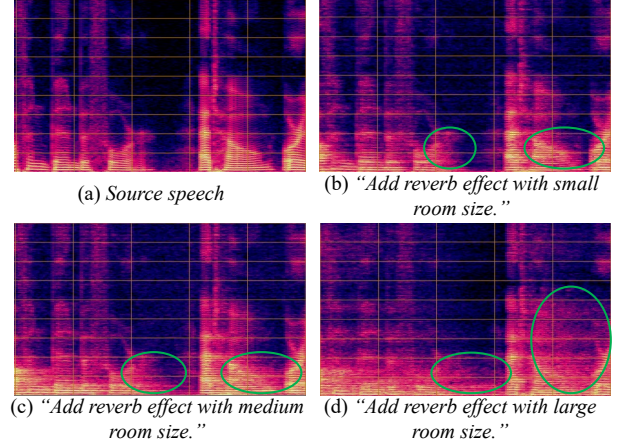 (a) Source speech
(b) “Add reverb effect with small
room size.”
(c) “Add reverb effect with medium
room size.”
(d) “Add reverb effect with large
room size.”